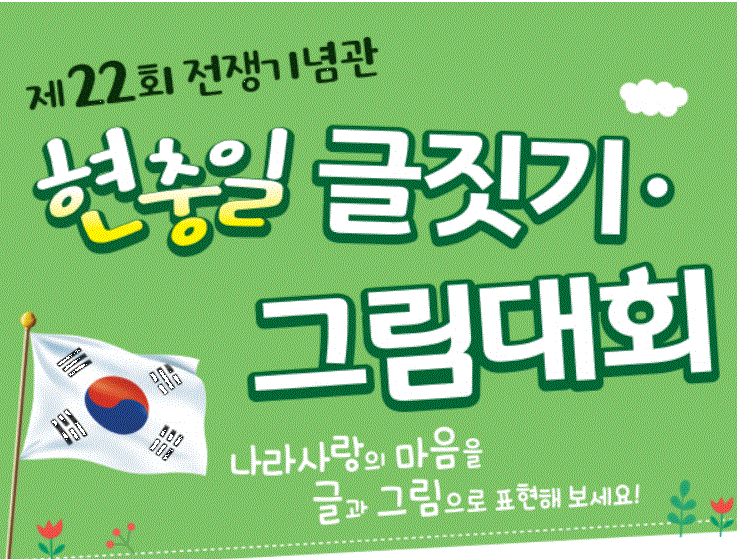 제22회 전쟁기념관
현충일 글짓기·
그림대회
나라사랑의 마음을
글과 그림으로 표현해 보세요!